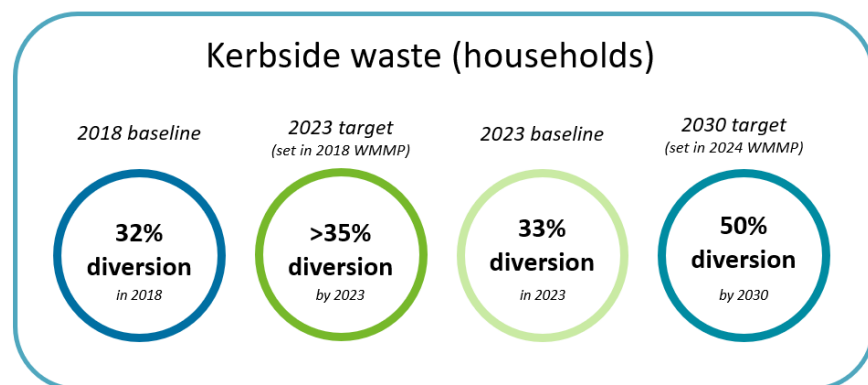 Kerbside waste (households)
2018 baseline
2023 target
(set in 2018 WMMP)
2023 baseline
2030 target
(set in 2024 WMMP)
32%
diversion
in 2018
>35%
diversion
by 2023
33%
diversion
in 2023
50%
diversion
by 2030